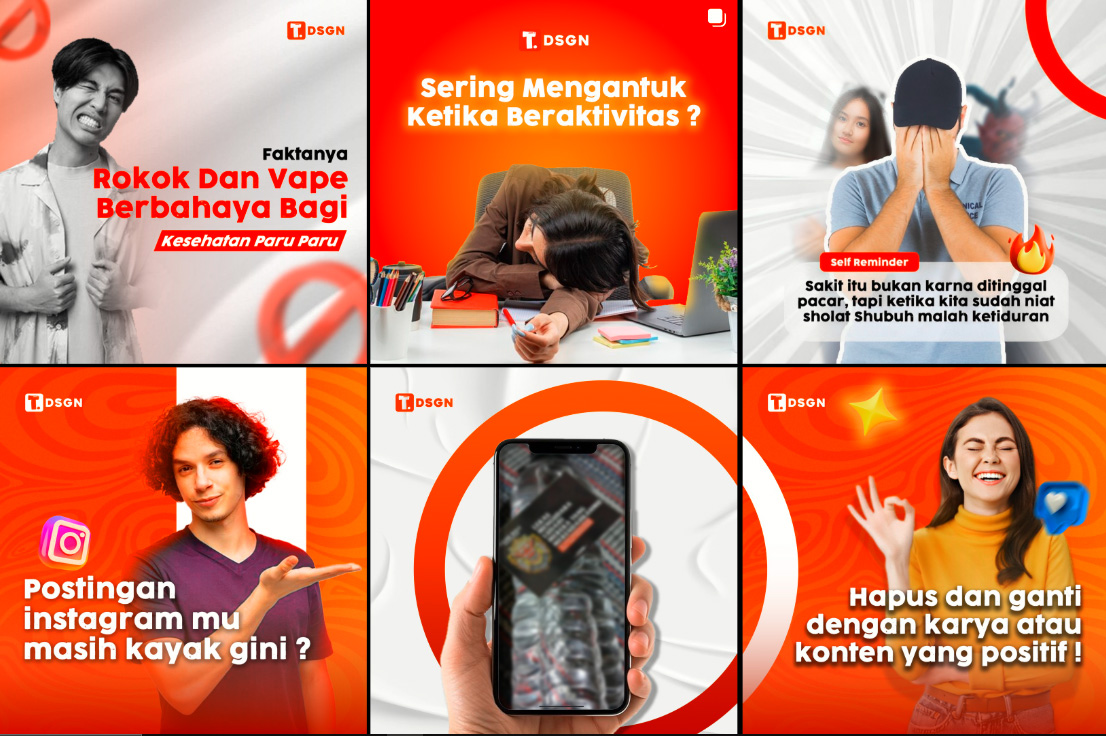 T. DSGN
Faktanya
Rokok Dan Vape
Berbahaya Bagi
Kesehatan Paru Paru
T. DSGN
Sering Mengantuk
Ketika Beraktivitas ?
T. DSGN
Self Reminder
Sakit itu bukan karna ditinggal
pacar, tapi ketika kita sudah niat
sholat Shubuh malah ketiduran
T. DSGN
Postingan
instagram mu
masih kayak gini ?
T. DSGN
T. DSGN
Hapus dan ganti
dengan karya atau
konten yang positif !